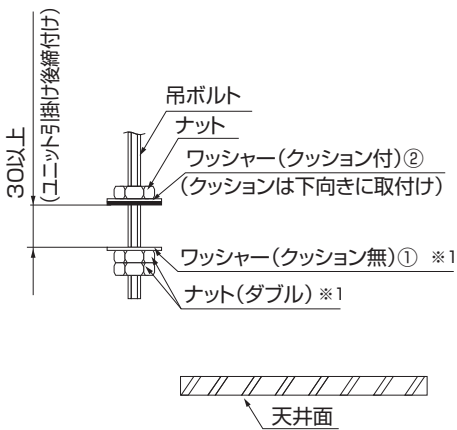 30以上
(ユニット引掛け後締付け)
吊ボルト
ナット
ワッシャー(クッション付)②
(クッションは下向きに取付け)
ワッシャー(クッション無)① ※1
ナット(ダブル) ※1
天井面